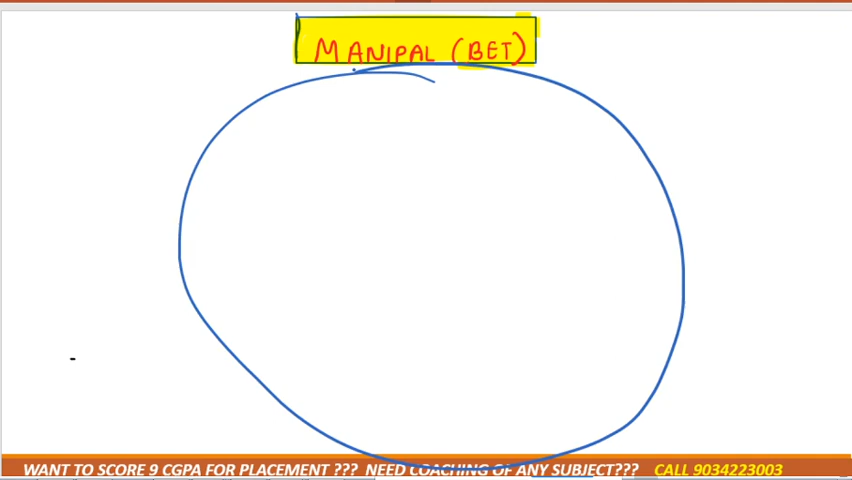 MANIPAL (BET)
WANT TO SCORE 9 CGPA FOR PLACEMENT ??? NEED COACHING OF ANY SUBJECT??? CALL 9034223003